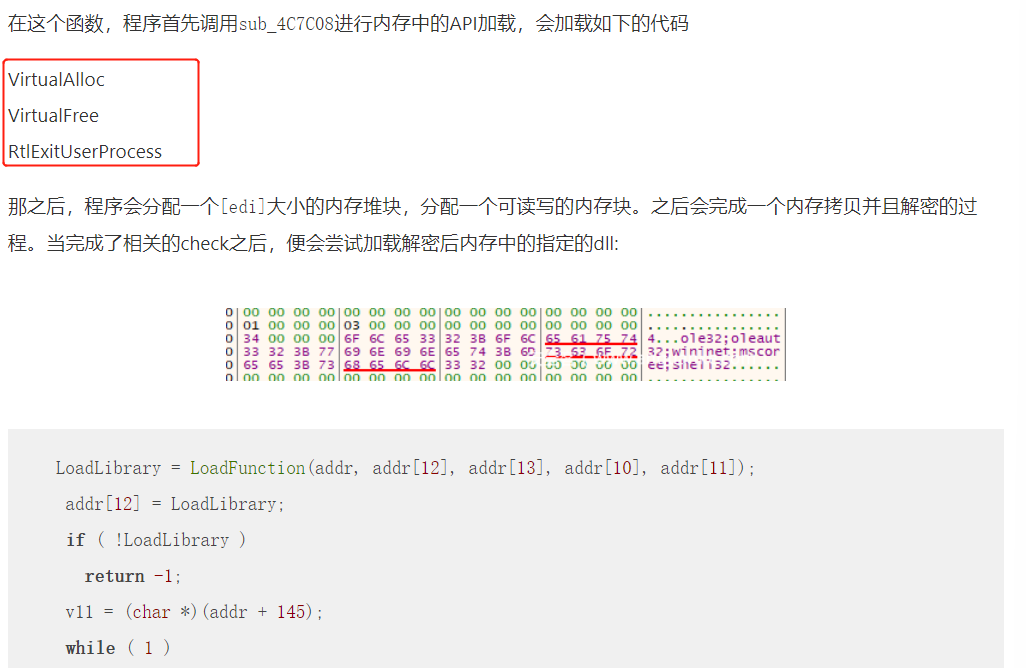 在这个函数，程序首先调用sub_4C7C08进行内存中的API加载，会加载如下的代码
VirtualAlloc
VirtualFree
RtlExitUserProcess
那之后，程序会分配一个[edi]大小的内存堆块，分配一个可读写的内存块。之后会完成一个内存拷贝并且解密的过
程。当完成了相关的check之后，便会尝试加载解密后内存中的指定的dll:
0 00 00 00 00 00 00 00 00 00 00 00 00 00 00 00 00 ................
0 01 00 00 00 03 00 00 00 00 00 00 00 00 00 00 00 ................
0 34 00 00 00 6F 6C 65 33 32 3B 6F 6C 65 61 75 74 4...ole32;oleaut
0 33 32 3B 77 69 6E 69 6E 65 74 3B 6D 73 63 6F 72 32;wininet;mscor
0 65 65 3B 73 68 65 6C 6C 33 32 00 00 00 00 00 00 ee;shell32......
0 00 00 00 00 00 00 00 00 00 00 00 00 00 00 00 00 ................
LoadLibrary = LoadFunction(addr, addr[12], addr[13], addr[10], addr[11]);
addr[12] = LoadLibrary;
if ( !LoadLibrary )
return -1;
v11 = (char *)(addr + 145);
while ( 1 )